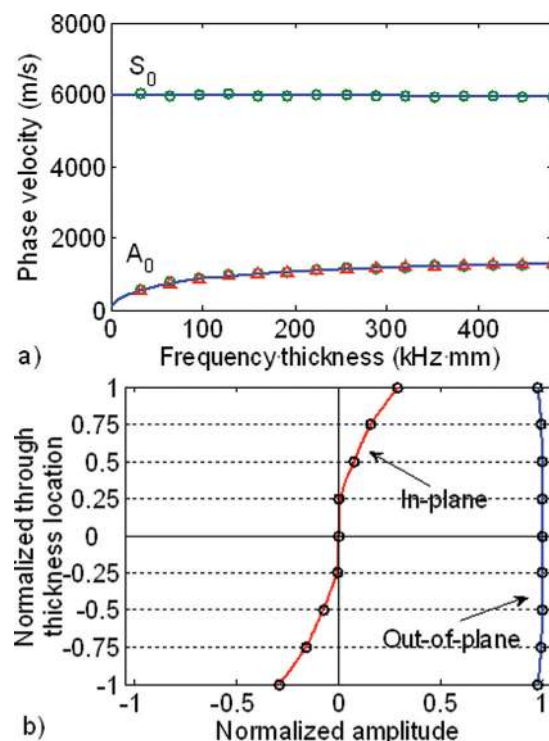 8000
6000
4000
2000
0
Phase velocity (m/s)
S0
A0
0 100 200 300 400
a) Frequency·thickness (kHz·mm)
1
0.75
0.5
0.25
0
-0.25
-0.5
-0.75
-1
Normalized through
thickness location
In-plane
Out-of-plane
-1 -0.5 0 0.5 1
b) Normalized amplitude